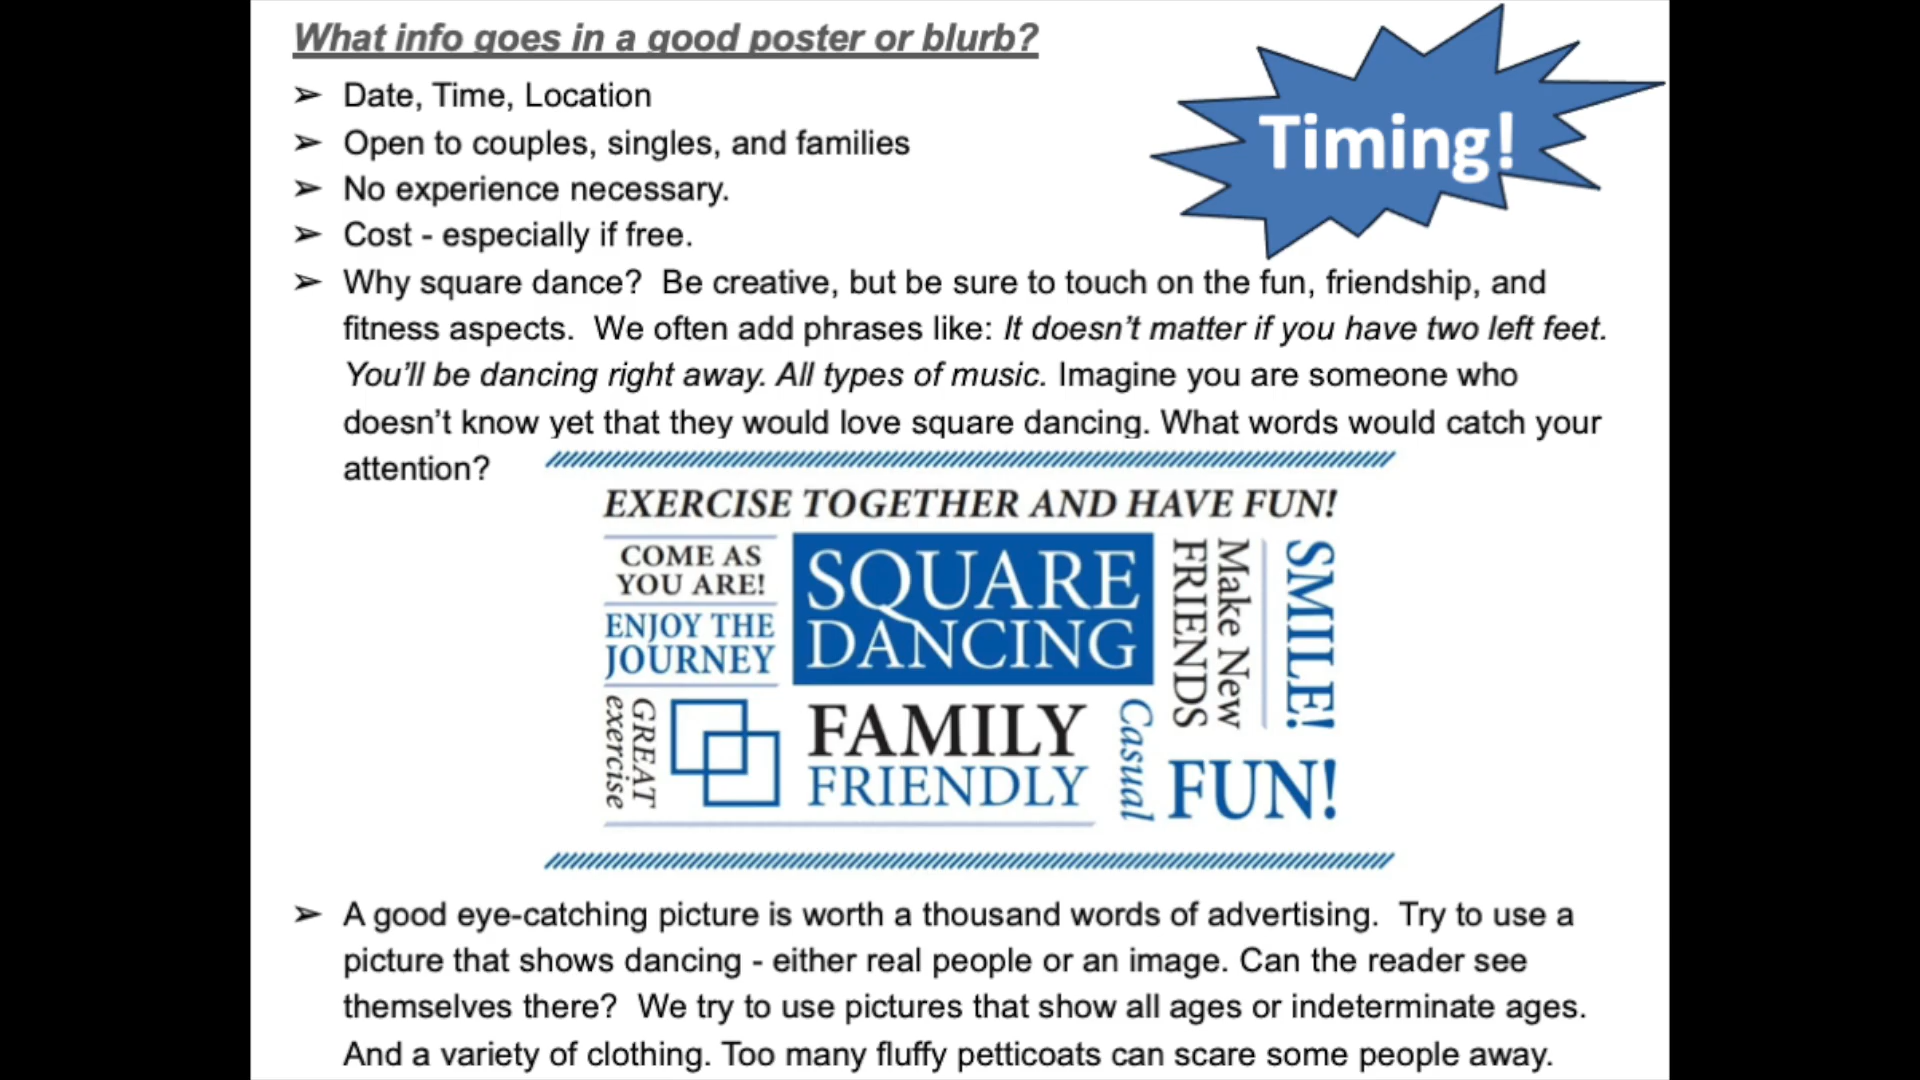 What info goes in a good poster or blurb?
➢ Date, Time, Location
➢ Open to couples, singles, and families
➢ No experience necessary.
➢ Cost - especially if free.
Timing!
➢ Why square dance?  Be creative, but be sure to touch on the fun, friendship, and
fitness aspects.  We often add phrases like: It doesn't matter if you have two left feet.
You'll be dancing right away. All types of music. Imagine you are someone who
doesn't know yet that they would love square dancing. What words would catch your
attention?
EXERCISE TOGETHER AND HAVE FUN!
COME AS
YOU ARE!
ENJOY THE
JOURNEY
SQUARE
DANCING
Make New
FRIENDS
SMILE!
GREAT
exercise
FAMILY
FRIENDLY
Casual
FUN!
➢ A good eye-catching picture is worth a thousand words of advertising.  Try to use a
picture that shows dancing - either real people or an image. Can the reader see
themselves there?  We try to use pictures that show all ages or indeterminate ages.
And a variety of clothing. Too many fluffy petticoats can scare some people away.